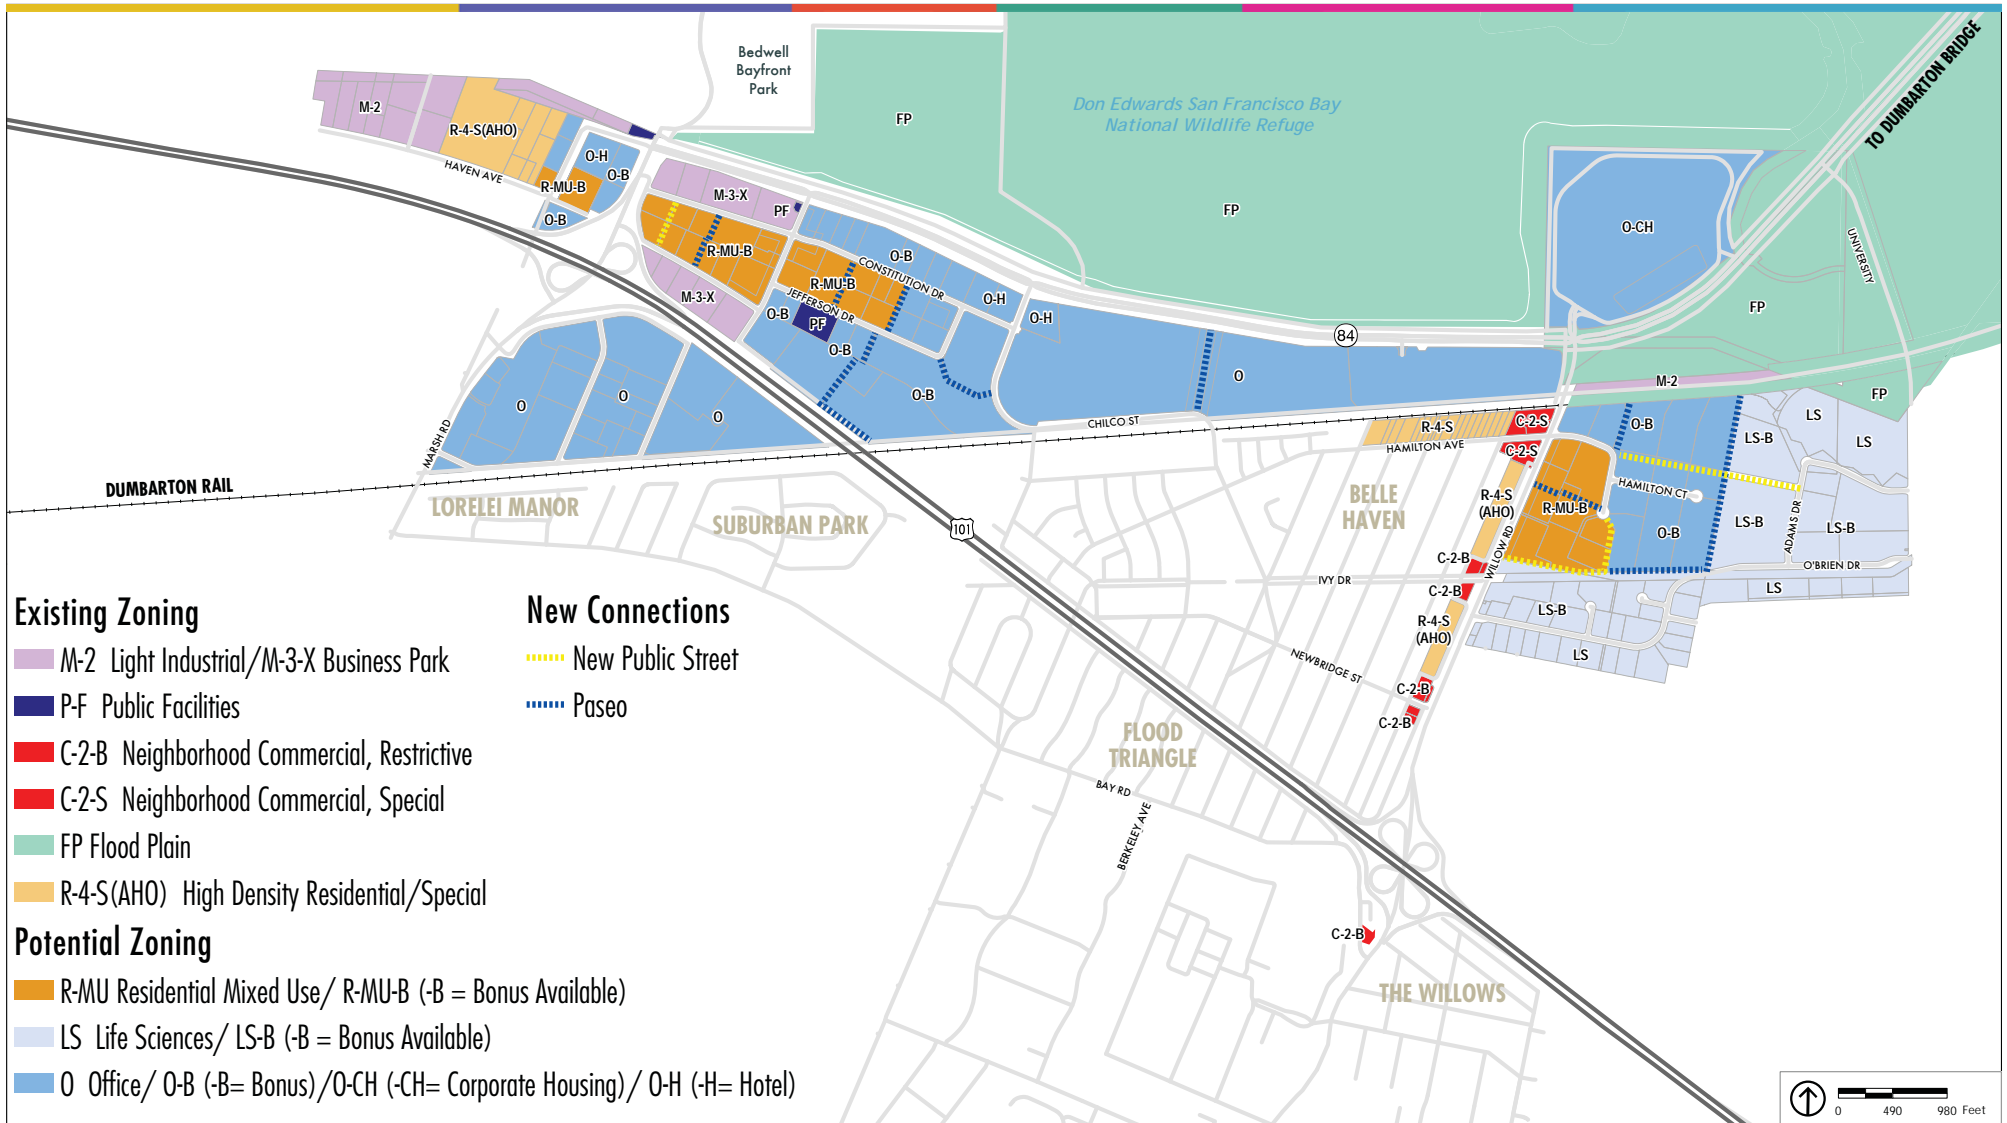 Bedwell
Bayfront
Park
Don Edwards San Francisco Bay
National Wildlife Refuge
TO DUMBARTON BRIDGE
M-2
R-4-S(AHO)
HAVEN AVE
O-H
O-B
R-MU-B
O-B
M-3-X
PF
R-MU-B
M-3-X
FP
FP
O-B
CONSTITUTION DR
R-MU-B
JEFFERSON DR
O-B
PF
O-B
O-H
O-H
O-B
84
O
O-CH
UNIVERSITY
FP
M-2
FP
O
O
O
MARSH RD
CHILCO ST
DUMBARTON RAIL
LORELEI MANOR
SUBURBAN PARK
101
BELLE
HAVEN
R-4-S
HAMILTON AVE
C-2-S
C-2-S
R-4-S
(AHO)
R-MU-B
WILLOW RD
O-B
HAMILTON CT
O-B
LS-B
LS
LS
LS-B
ADAMS DR
LS-B
O'BRIEN DR
LS
C-2-B
IVY DR
C-2-B
R-4-S
(AHO)
LS-B
LS
NEWBRIDGE ST
C-2-B
C-2-B
FLOOD
TRIANGLE
BAY RD
BERKELEY AVE
C-2-B
THE WILLOWS
Existing Zoning
M-2 Light Industrial/M-3-X Business Park
P-F Public Facilities
C-2-B Neighborhood Commercial, Restrictive
C-2-S Neighborhood Commercial, Special
FP Flood Plain
R-4-S(AHO) High Density Residential/Special
Potential Zoning
R-MU Residential Mixed Use/ R-MU-B (-B = Bonus Available)
LS Life Sciences/ LS-B (-B = Bonus Available)
O Office/ O-B (-B= Bonus)/O-CH (-CH= Corporate Housing)/ O-H (-H= Hotel)
New Connections
New Public Street
Paseo
0 490 980 Feet